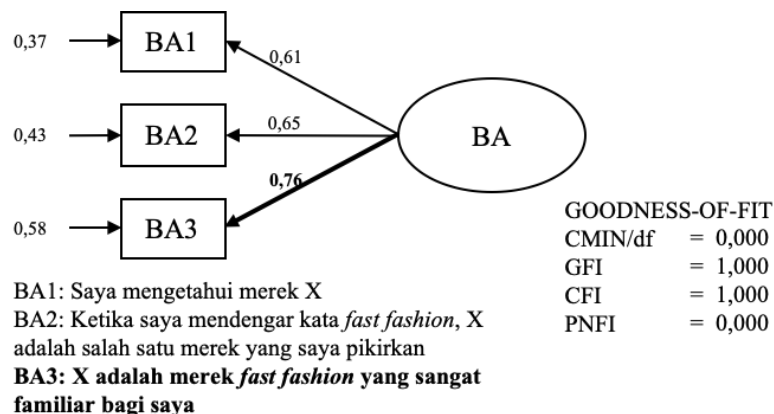 0,37
BA1
0,61
0,43
BA2
0,65
BA
0,76
0,58
BA3
GOODNESS-OF-FIT
CMIN/df = 0,000
GFI = 1,000
CFI = 1,000
PNFI = 0,000
BA1: Saya mengetahui merek X
BA2: Ketika saya mendengar kata fast fashion, X
adalah salah satu merek yang saya pikirkan
BA3: X adalah merek fast fashion yang sangat
familiar bagi saya